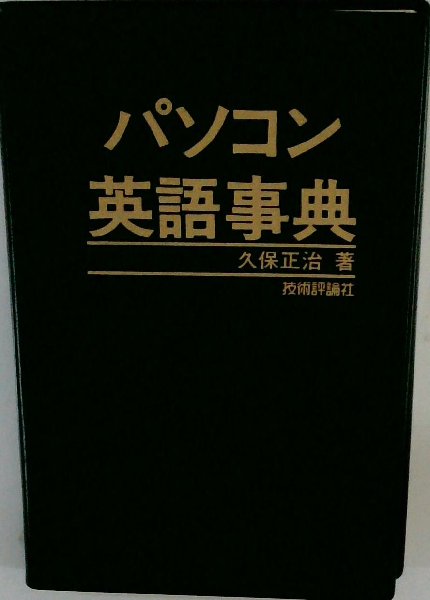 パソコン
英語事典
久保正治 著
技術評論社